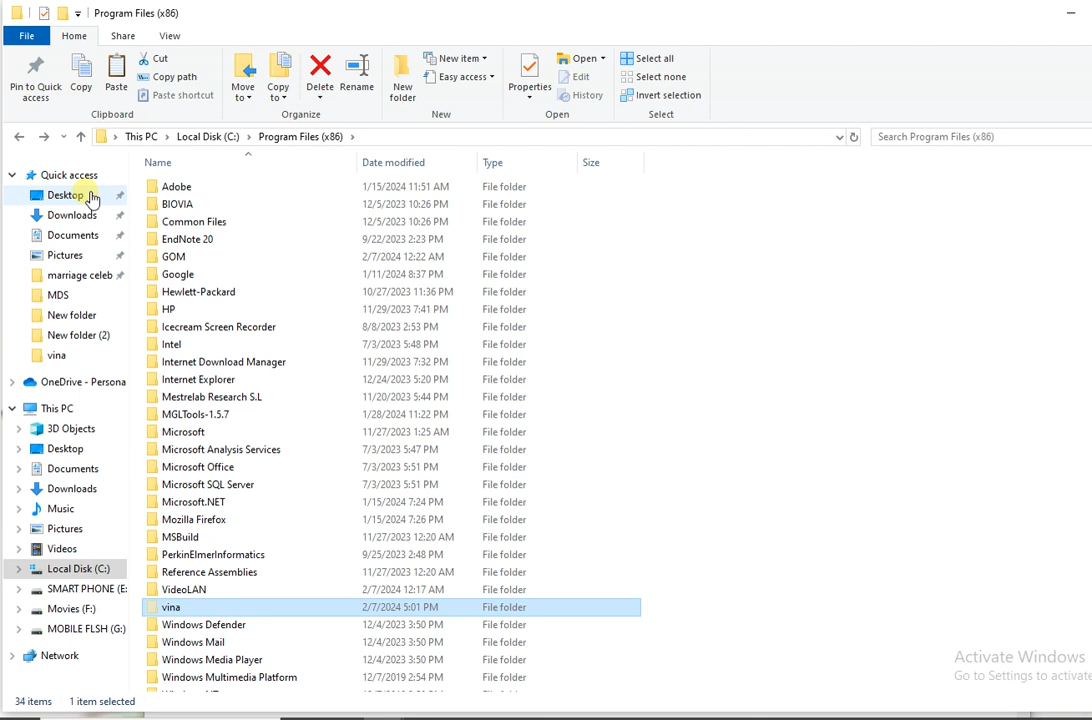 Program Files (x86)
File Home Share View
Pin to Quick access
Copy
Paste
Cut
Copy path
Paste shortcut
Clipboard
Move to
Copy to
Delete
Rename
Organize
New folder
New item
Easy access
New
Properties
Open
Edit
History
Open
Select all
Select none
Invert selection
Select
This PC Local Disk (C:) Program Files (x86)
Search Program Files (x86)
Quick access
Desktop
Downloads
Documents
Pictures
marriage celeb
MDS
New folder
New folder (2)
vina
OneDrive - Persona
This PC
3D Objects
Desktop
Documents
Downloads
Music
Pictures
Videos
Local Disk (C:)
SMART PHONE (E:
Movies (F:)
MOBILE FLSH (G:)
Network
Name Date modified Type Size
Adobe 1/15/2024 11:51 AM File folder
BIOVIA 12/5/2023 10:26 PM File folder
Common Files 12/5/2023 10:26 PM File folder
EndNote 20 9/22/2023 2:23 PM File folder
GOM 2/7/2024 12:22 AM File folder
Google 1/11/2024 8:37 PM File folder
Hewlett-Packard 10/27/2023 11:36 PM File folder
HP 11/29/2023 7:41 PM File folder
Icecream Screen Recorder 8/8/2023 2:53 PM File folder
Intel 7/3/2023 5:48 PM File folder
Internet Download Manager 11/29/2023 7:32 PM File folder
Internet Explorer 12/24/2023 5:20 PM File folder
Mestrelab Research S.L 11/20/2023 5:44 PM File folder
MGLTools-1.5.7 1/28/2024 11:22 PM File folder
Microsoft 11/27/2023 1:25 AM File folder
Microsoft Analysis Services 7/3/2023 5:47 PM File folder
Microsoft Office 7/3/2023 5:51 PM File folder
Microsoft SQL Server 7/3/2023 5:51 PM File folder
Microsoft.NET 1/15/2024 7:24 PM File folder
Mozilla Firefox 1/15/2024 7:26 PM File folder
MSBuild 11/27/2023 12:20 AM File folder
PerkinElmerInformatics 9/25/2023 2:48 PM File folder
Reference Assemblies 11/27/2023 12:20 AM File folder
VideoLAN 2/7/2024 12:17 AM File folder
vina 2/7/2024 5:01 PM File folder
Windows Defender 12/4/2023 3:50 PM File folder
Windows Mail 12/4/2023 3:50 PM File folder
Windows Media Player 12/4/2023 3:50 PM File folder
Windows Multimedia Platform 12/7/2019 2:54 PM File folder
Activate Windows
Go to Settings to activate
34 items 1 item selected